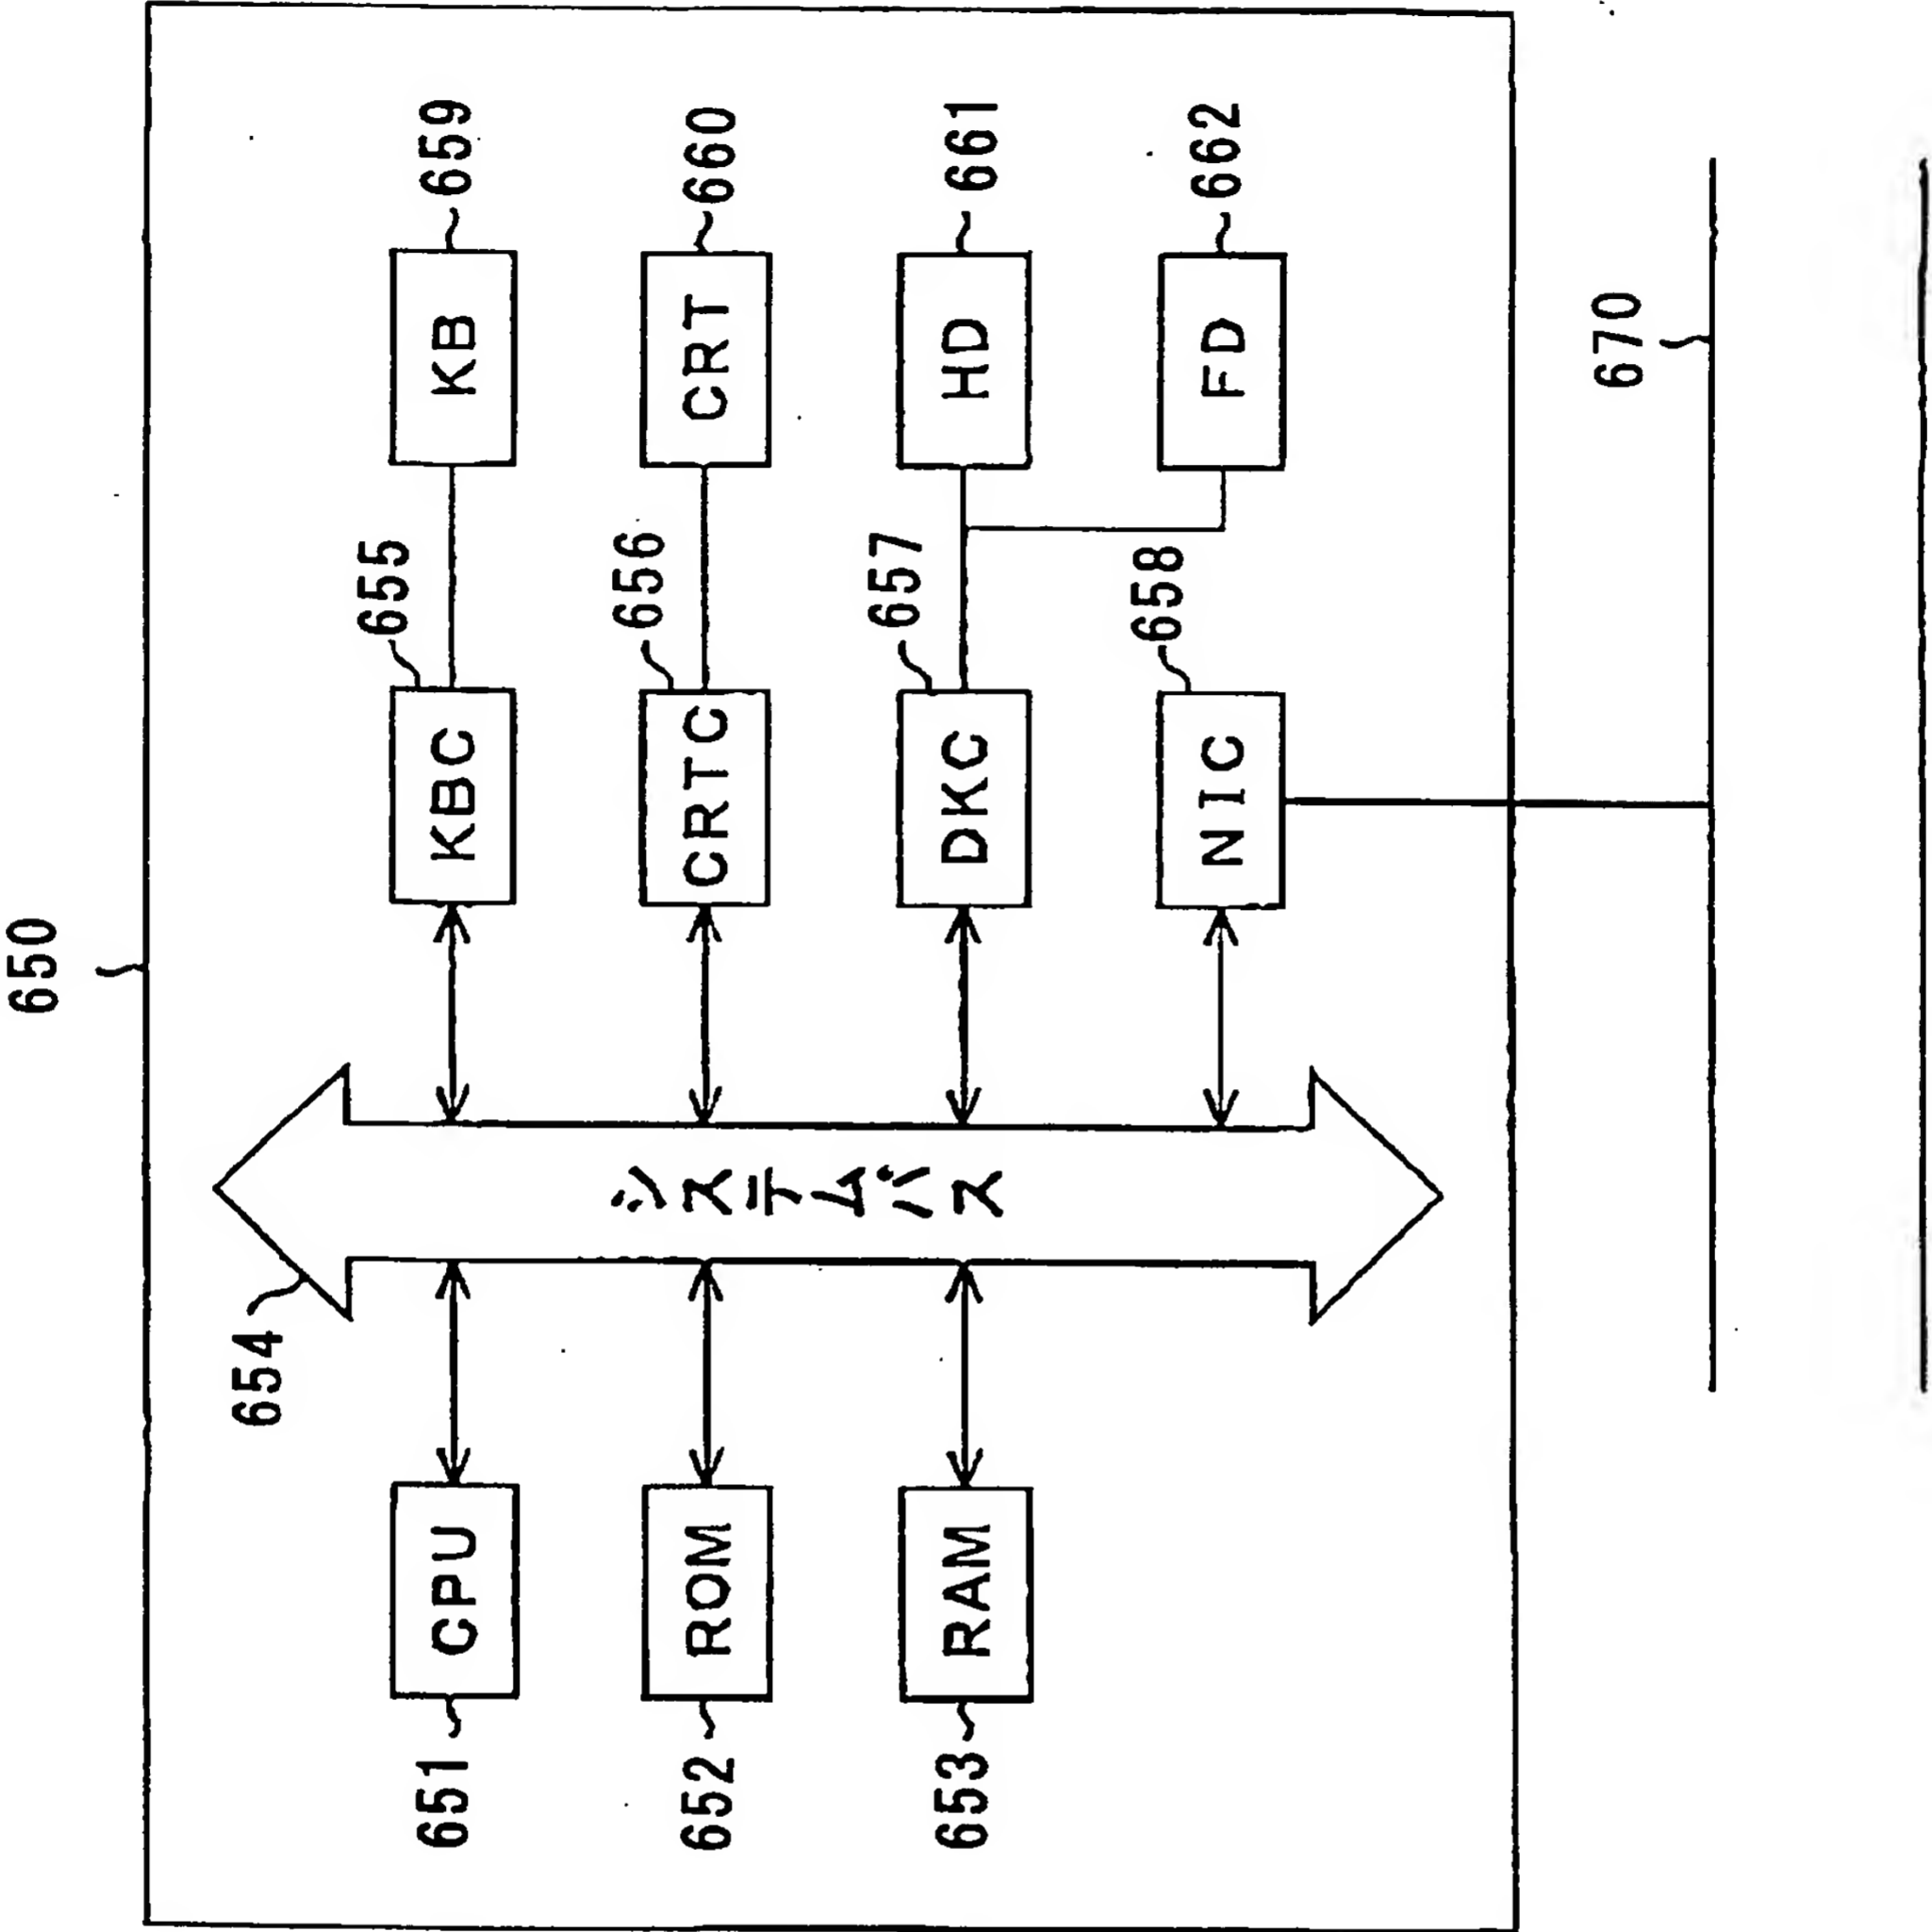 650
654
システムバス
651
CPU
652
ROM
653
RAM
655
KBC
KB
659
656
CRTC
CRT
660
657
DKC
HD
661
658
NIC
FD
662
670